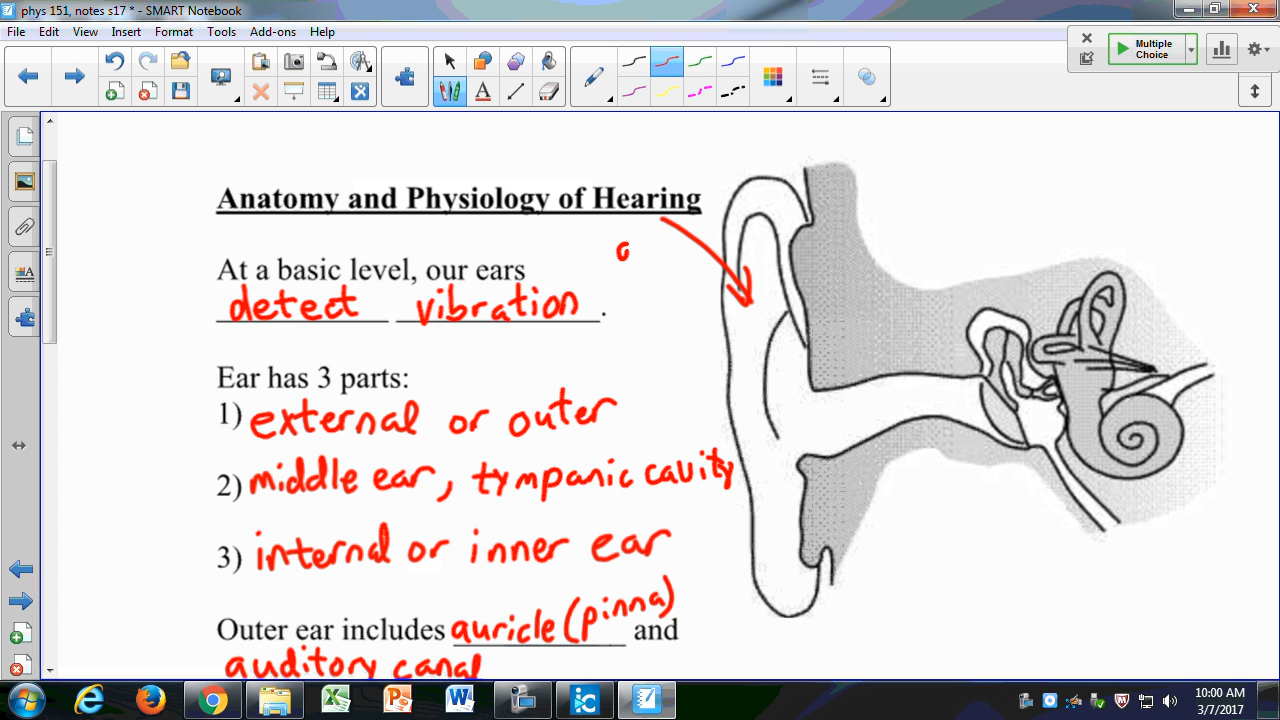 phys 151, notes s17 * - SMART Notebook
File Edit View Insert Format Tools Add-ons Help
Multiple
Choice
Anatomy and Physiology of Hearing
At a basic level, our ears
detect vibration.
Ear has 3 parts:
1) external or outer
2) middle ear, tympanic cavity
3) internal or inner ear
Outer ear includes auricle (pinna) and
auditory canal
10:00 AM
3/7/2017